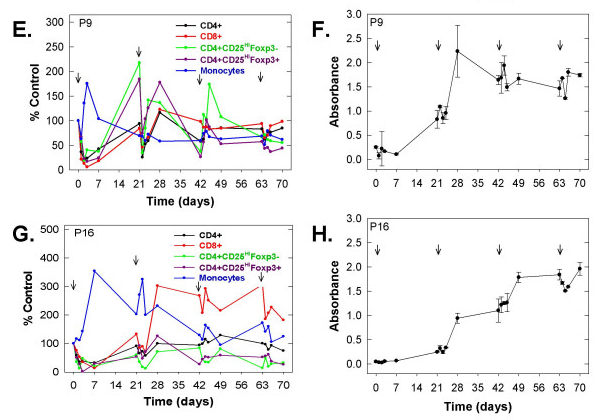 E.
P9
CD4+
CD8+
CD4+CD25HIFoxp3-
CD4+CD25HIFoxp3+
Monocytes
% Control
300
250
200
150
100
50
0
0 7 14 21 28 35 42 49 56 63 70
Time (days)
F.
P9
Absorbance
3.0
2.5
2.0
1.5
1.0
0.5
0.0
0 7 14 21 28 35 42 49 56 63 70
Time (days)
G.
P16
CD4+
CD8+
CD4+CD25HIFoxp3-
CD4+CD25HIFoxp3+
Monocytes
% Control
500
400
300
200
100
0
0 7 14 21 28 35 42 49 56 63 70
Time (days)
H.
P16
Absorbance
3.0
2.5
2.0
1.5
1.0
0.5
0.0
0 7 14 21 28 35 42 49 56 63 70
Time (days)